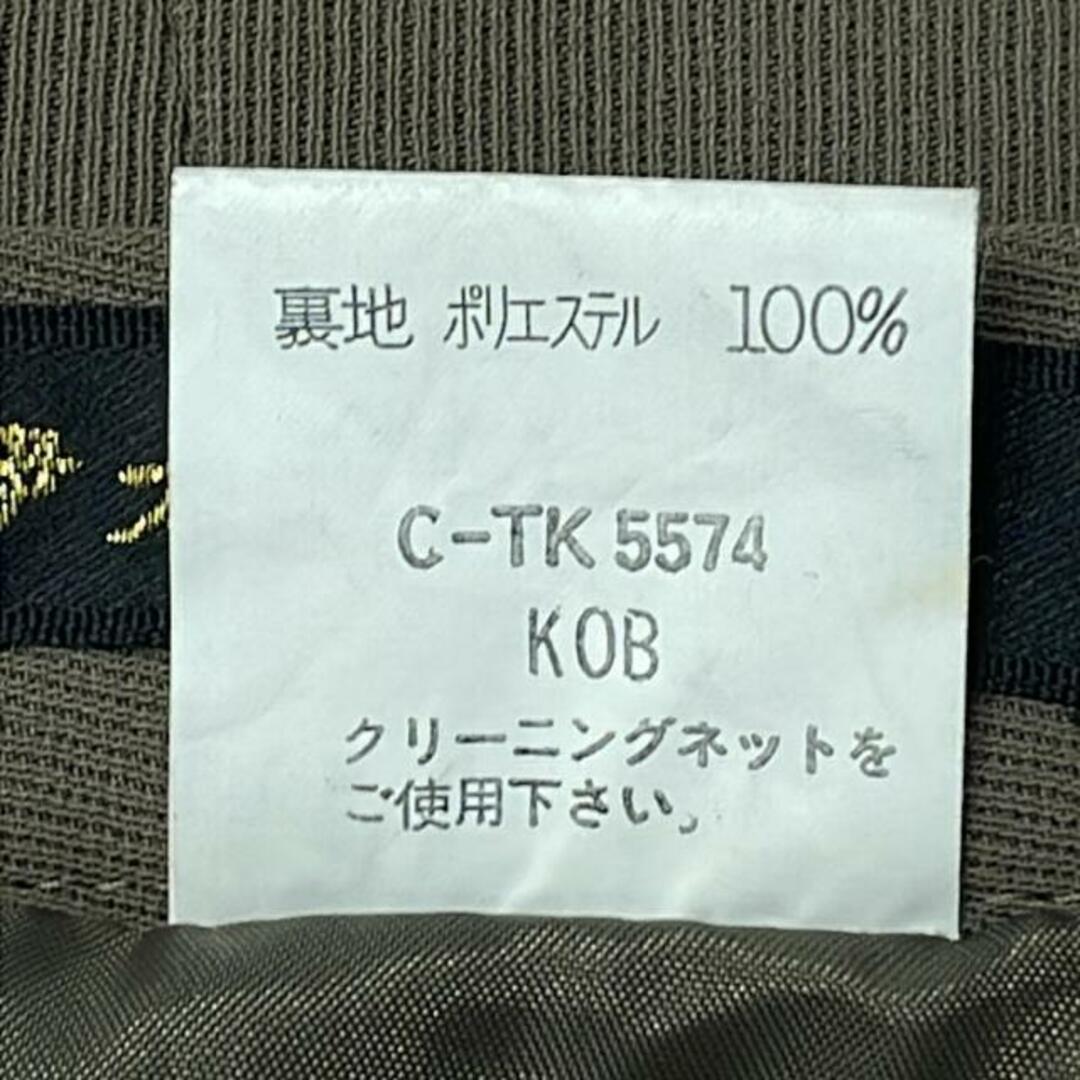 裏地 ポリエステル 100%
C-TK 5574
KOB
クリーニングネットを
ご使用下さい。